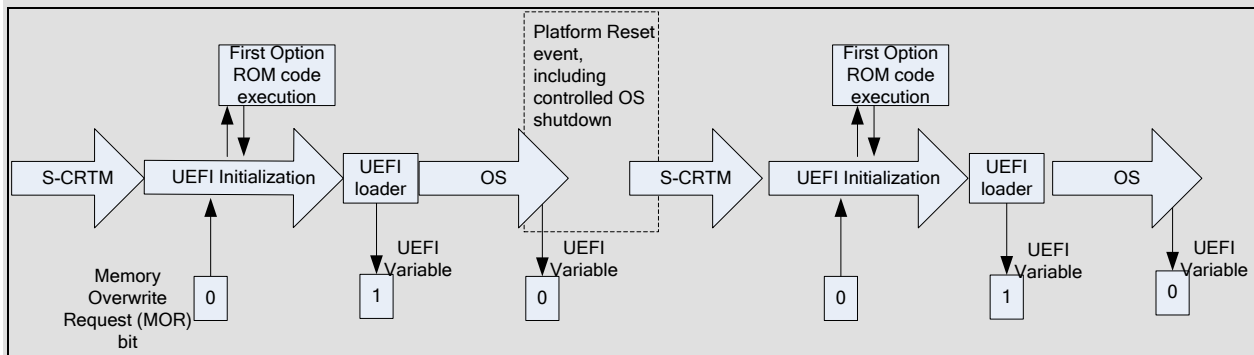 First Option
ROM code
execution
Platform Reset
event,
including
controlled OS
shutdown
First Option
ROM code
execution
S-CRTM
UEFI Initialization
UEFI
loader
OS
S-CRTM
UEFI Initialization
UEFI
loader
OS
Memory
Overwrite
Request (MOR)
bit
0
1
UEFI
Variable
0
UEFI
Variable
0
1
UEFI
Variable
0
UEFI
Variable